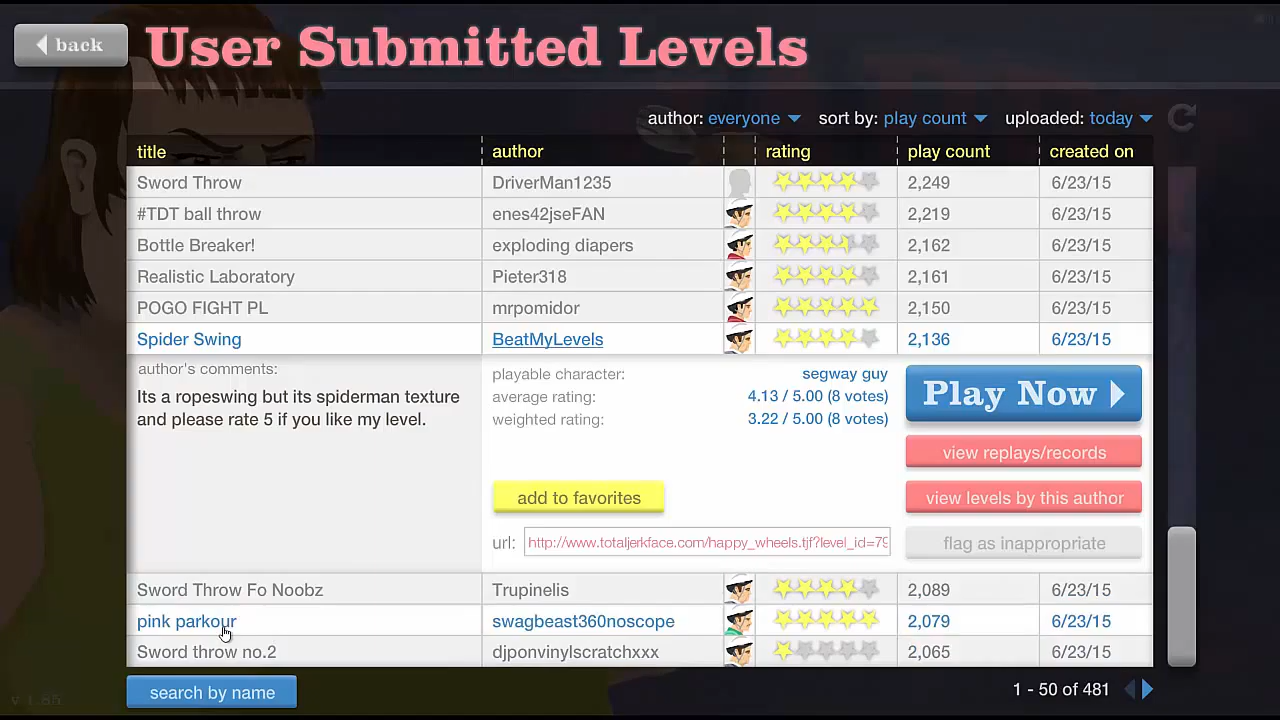 back
User Submitted Levels
author: everyone sort by: play count uploaded: today
title author rating play count created on
Sword Throw DriverMan1235 2,249 6/23/15
#TDT ball throw enes42jseFAN 2,219 6/23/15
Bottle Breaker! exploding diapers 2,162 6/23/15
Realistic Laboratory Pieter318 2,161 6/23/15
POGO FIGHT PL mrpomidor 2,150 6/23/15
Spider Swing BeatMyLevels 2,136 6/23/15
author's comments:
Its a ropeswing but its spiderman texture
and please rate 5 if you like my level.
playable character: segway guy
average rating: 4.13 / 5.00 (8 votes)
weighted rating: 3.22 / 5.00 (8 votes)
add to favorites
url: http://www.totaljerkface.com/happy_wheels.tjf?level_id=79
Play Now
view replays/records
view levels by this author
flag as inappropriate
Sword Throw Fo Noobz Trupinelis 2,089 6/23/15
pink parkour swagbeast360noscope 2,079 6/23/15
Sword throw no.2 djponvinylscratchxxx 2,065 6/23/15
search by name
1 - 50 of 481